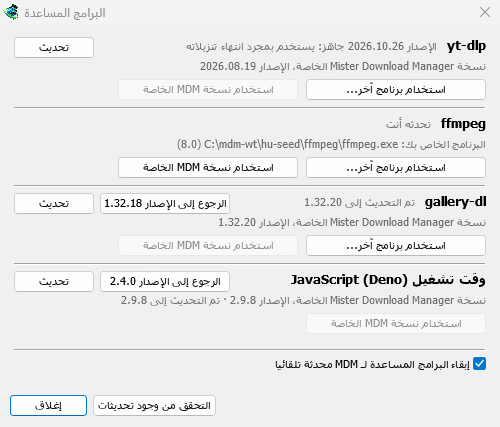 البرامج المساعدة
yt-dlp الإصدار 2026.10.26 جاهز: يستخدم بمجرد انتهاء تنزيلاته تحديث
نسخة Mister Download Manager الخاصة، الإصدار 2026.08.19
استخدام برنامج آخر... استخدام نسخة MDM الخاصة
ffmpeg تحدثه أنت
البرنامج الخاص بك: C:\mdm-wt\hu-seed\ffmpeg\ffmpeg.exe (8.0)
استخدام برنامج آخر... استخدام نسخة MDM الخاصة
gallery-dl تم التحديث إلى 1.32.20 الرجوع إلى الإصدار 1.32.18 تحديث
نسخة Mister Download Manager الخاصة، الإصدار 1.32.20
استخدام برنامج آخر... استخدام نسخة MDM الخاصة
وقت تشغيل JavaScript (Deno) الرجوع إلى الإصدار 2.4.0 تحديث
نسخة Mister Download Manager الخاصة، الإصدار 2.9.8 · تم التحديث إلى 2.9.8
استخدام نسخة MDM الخاصة
إبقاء البرامج المساعدة لـ MDM محدثة تلقائيا
التحقق من وجود تحديثات إغلاق